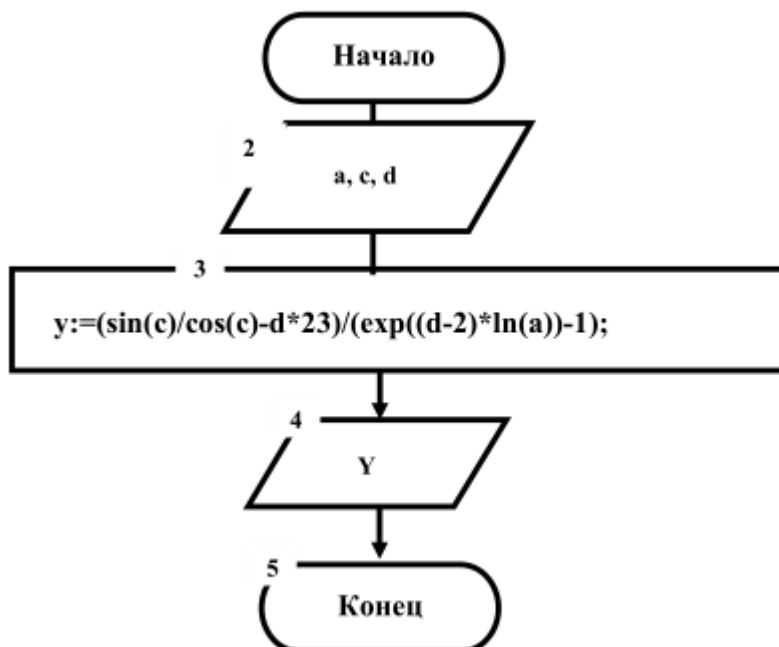 Начало
2
a, c, d
3
y:=(sin(c)/cos(c)-d*23)/(exp((d-2)*ln(a))-1);
4
Y
5
Конец